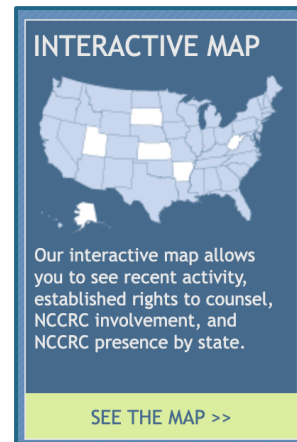 INTERACTIVE MAP
Our interactive map allows
you to see recent activity,
established rights to counsel,
NCCRC involvement, and
NCCRC presence by state.
SEE THE MAP >>